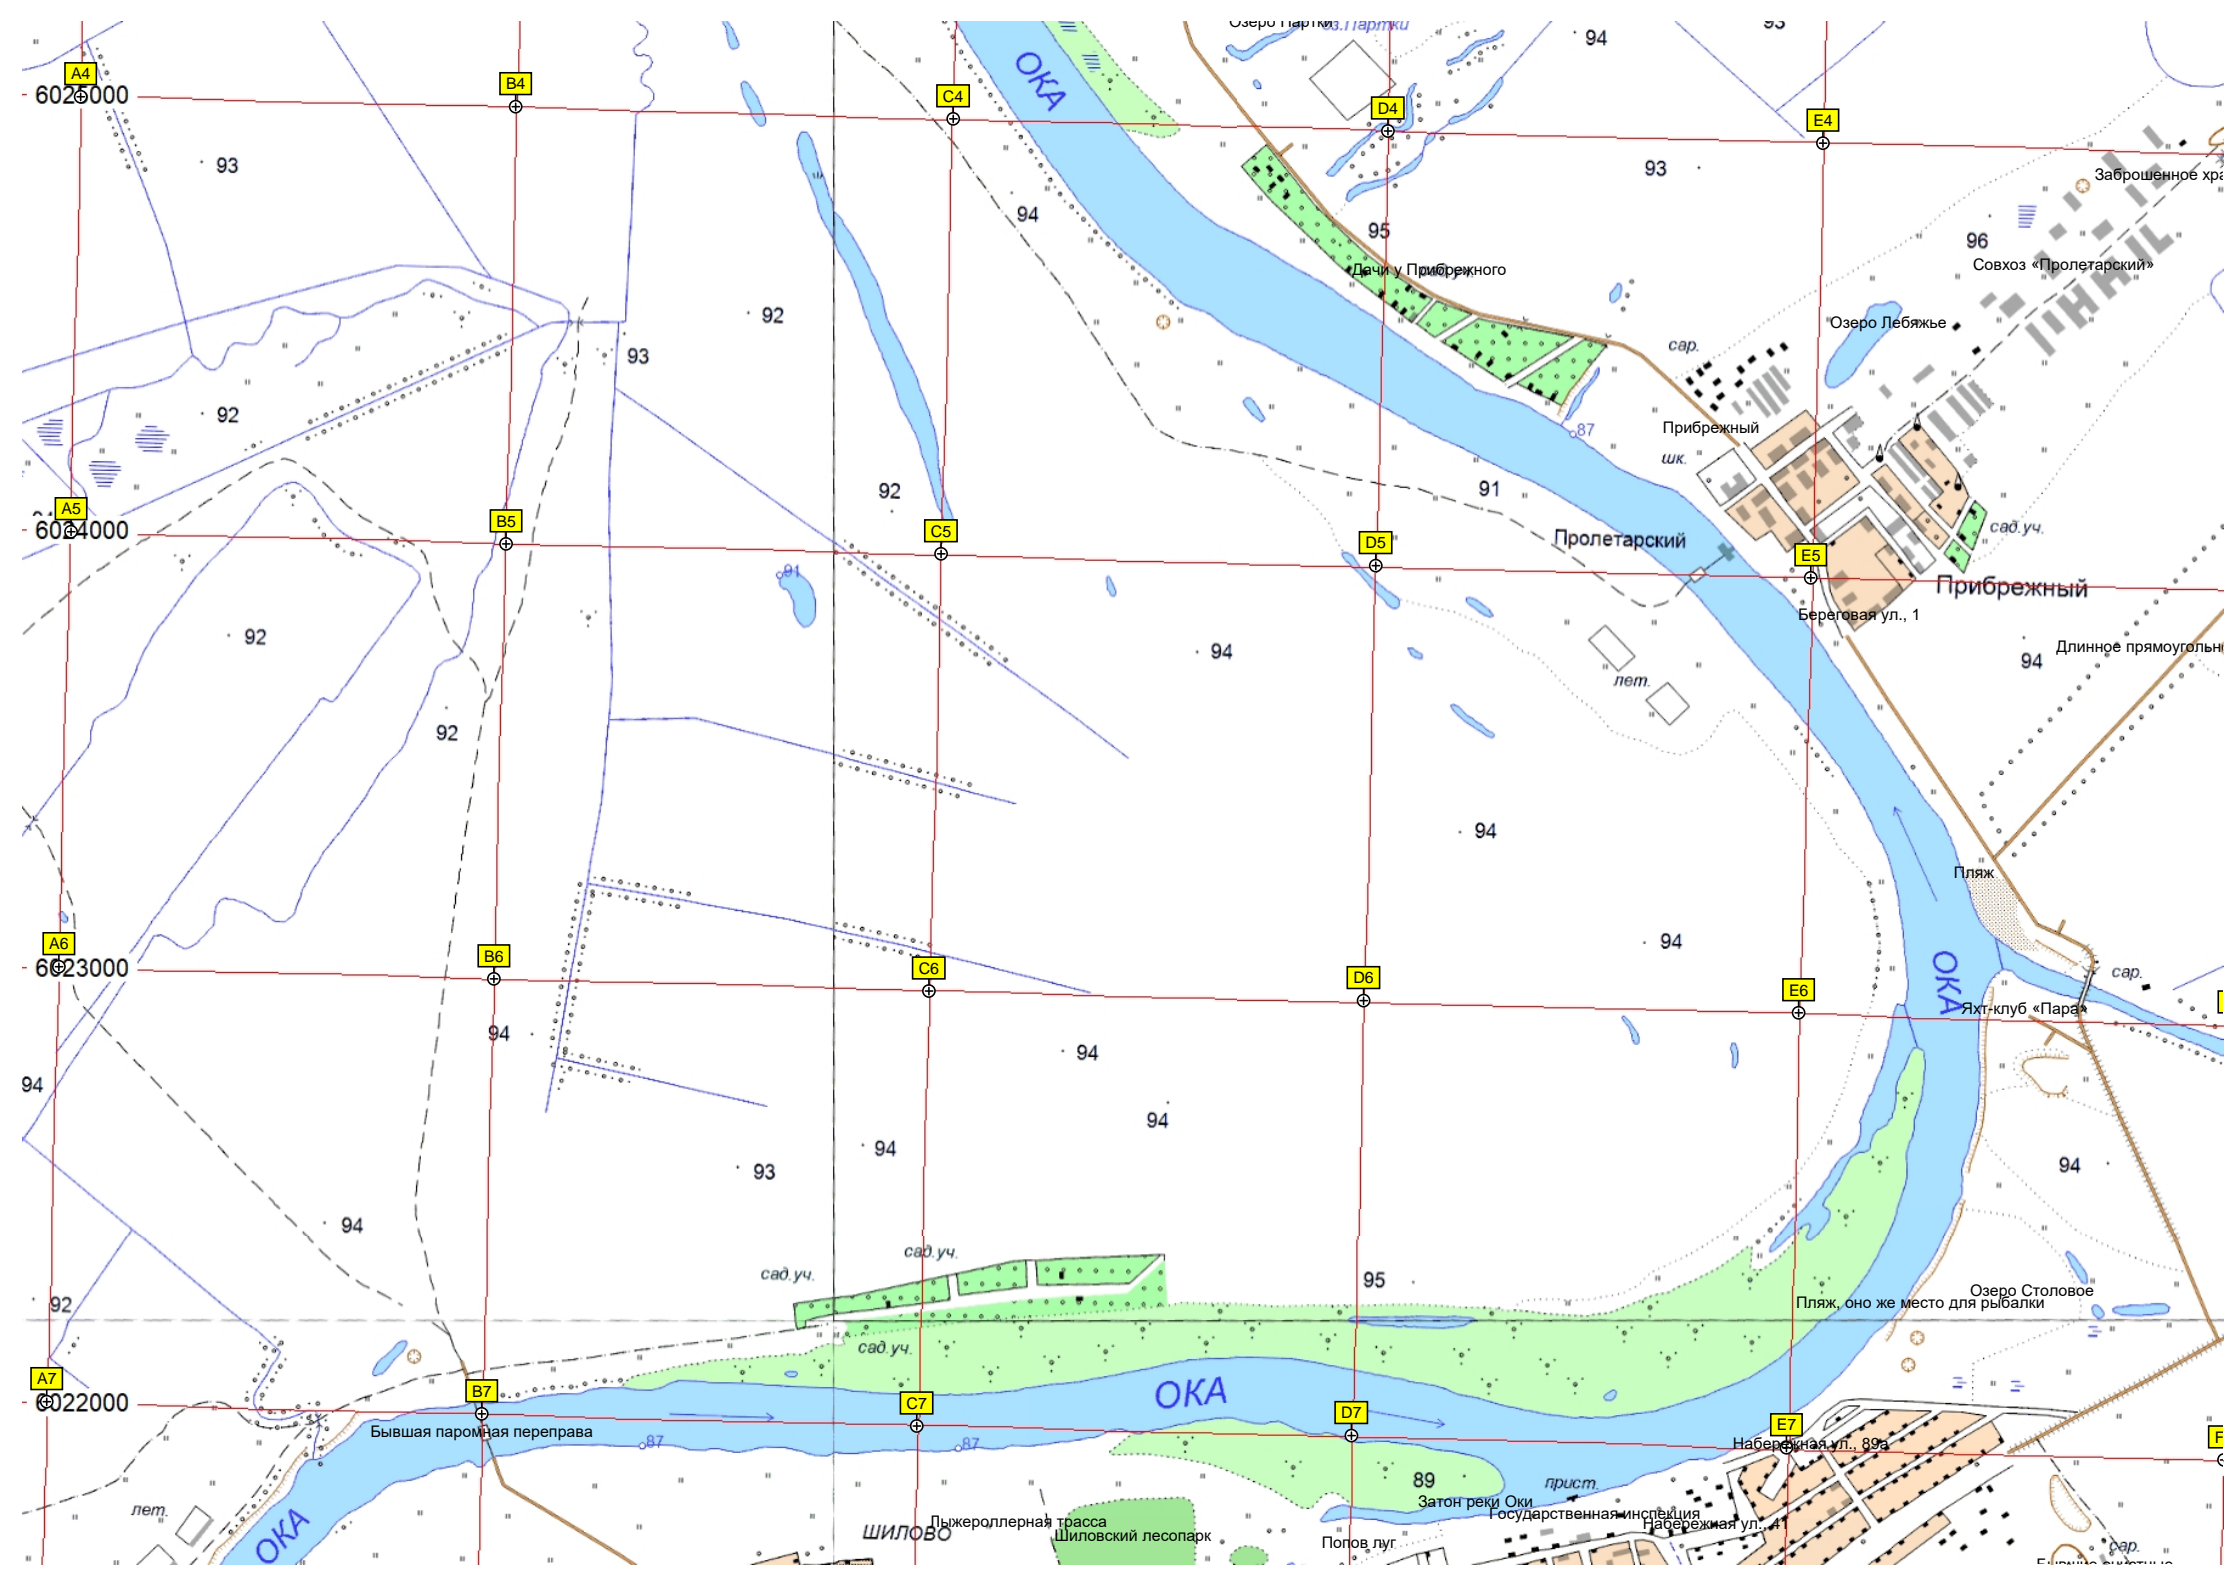 Озеро Партки
оз.Партки
94
93
ОКА
A4
B4
C4
D4
E4
6025000
93
94
93
95
96
Заброшенное хра
Совхоз «Пролетарский»
Дачи у Прибрежного
92
93
Озеро Лебяжье
сар.
92
Прибрежный
87
шк.
92
91
A5
B5
C5
D5
E5
6024000
Пролетарский
сад.уч.
91
Прибрежный
Береговая ул., 1
92
94
94
Длинное прямоугольн
лет.
92
94
Пляж
94
A6
B6
C6
D6
E6
6023000
ОКА
сар.
Яхт-клуб «Пара»
94
94
94
94
94
93
94
94
сад.уч.
сад.уч.
95
92
Озеро Столовое
Пляж, оно же место для рыбалки
сад.уч.
A7
B7
C7
D7
E7
F
6022000
ОКА
Бывшая паромная переправа
87
87
Набережная ул., 89а
89
прист.
лет.
Затон реки Оки
Государственная инспекция
Набережная ул., 41
ОКА
ШИЛОВО
Лыжероллерная трасса
Шиловский лесопарк
Попов луг
сар.